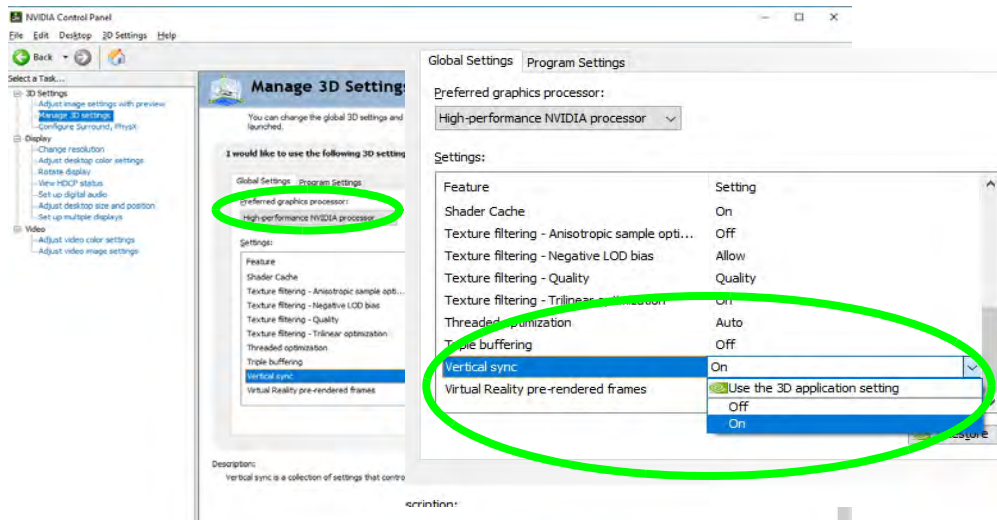 NVIDIA Control Panel
File Edit Desktop 3D Settings Help
Back
Select a Task...
3D Settings
Adjust image settings with preview
Manage 3D settings
Configure Surround, PhysX
Display
Change resolution
Adjust desktop color settings
Rotate display
View HDCP status
Set up digital audio
Adjust desktop size and position
Set up multiple displays
Video
Adjust video color settings
Adjust video image settings
Manage 3D Settings
You can change the global 3D settings and
launched.
I would like to use the following 3D setting
Global Settings Program Settings
Preferred graphics processor:
High-performance NVIDIA processor
Settings:
Feature
Shader Cache
Texture filtering - Anisotropic sample opti...
Texture filtering - Negative LOD bias
Texture filtering - Quality
Texture filtering - Trilinear optimization
Threaded optimization
Triple buffering
Vertical sync
Virtual Reality pre-rendered frames
Description:
Vertical sync is a collection of settings that contro
Global Settings Program Settings
Preferred graphics processor:
High-performance NVIDIA processor
Settings:
Feature Setting
Shader Cache On
Texture filtering - Anisotropic sample opti... Off
Texture filtering - Negative LOD bias Allow
Texture filtering - Quality Quality
Texture filtering - Trilinear optimization On
Threaded optimization Auto
Triple buffering Off
Vertical sync On
Virtual Reality pre-rendered frames
Use the 3D application setting
Off
On
Restore
scription: